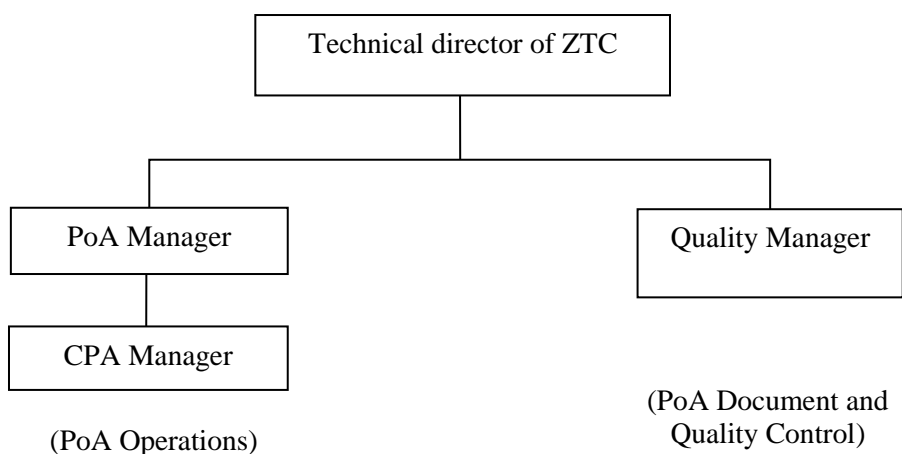 Technical director of ZTC
PoA Manager
Quality Manager
CPA Manager
(PoA Operations)
(PoA Document and
Quality Control)